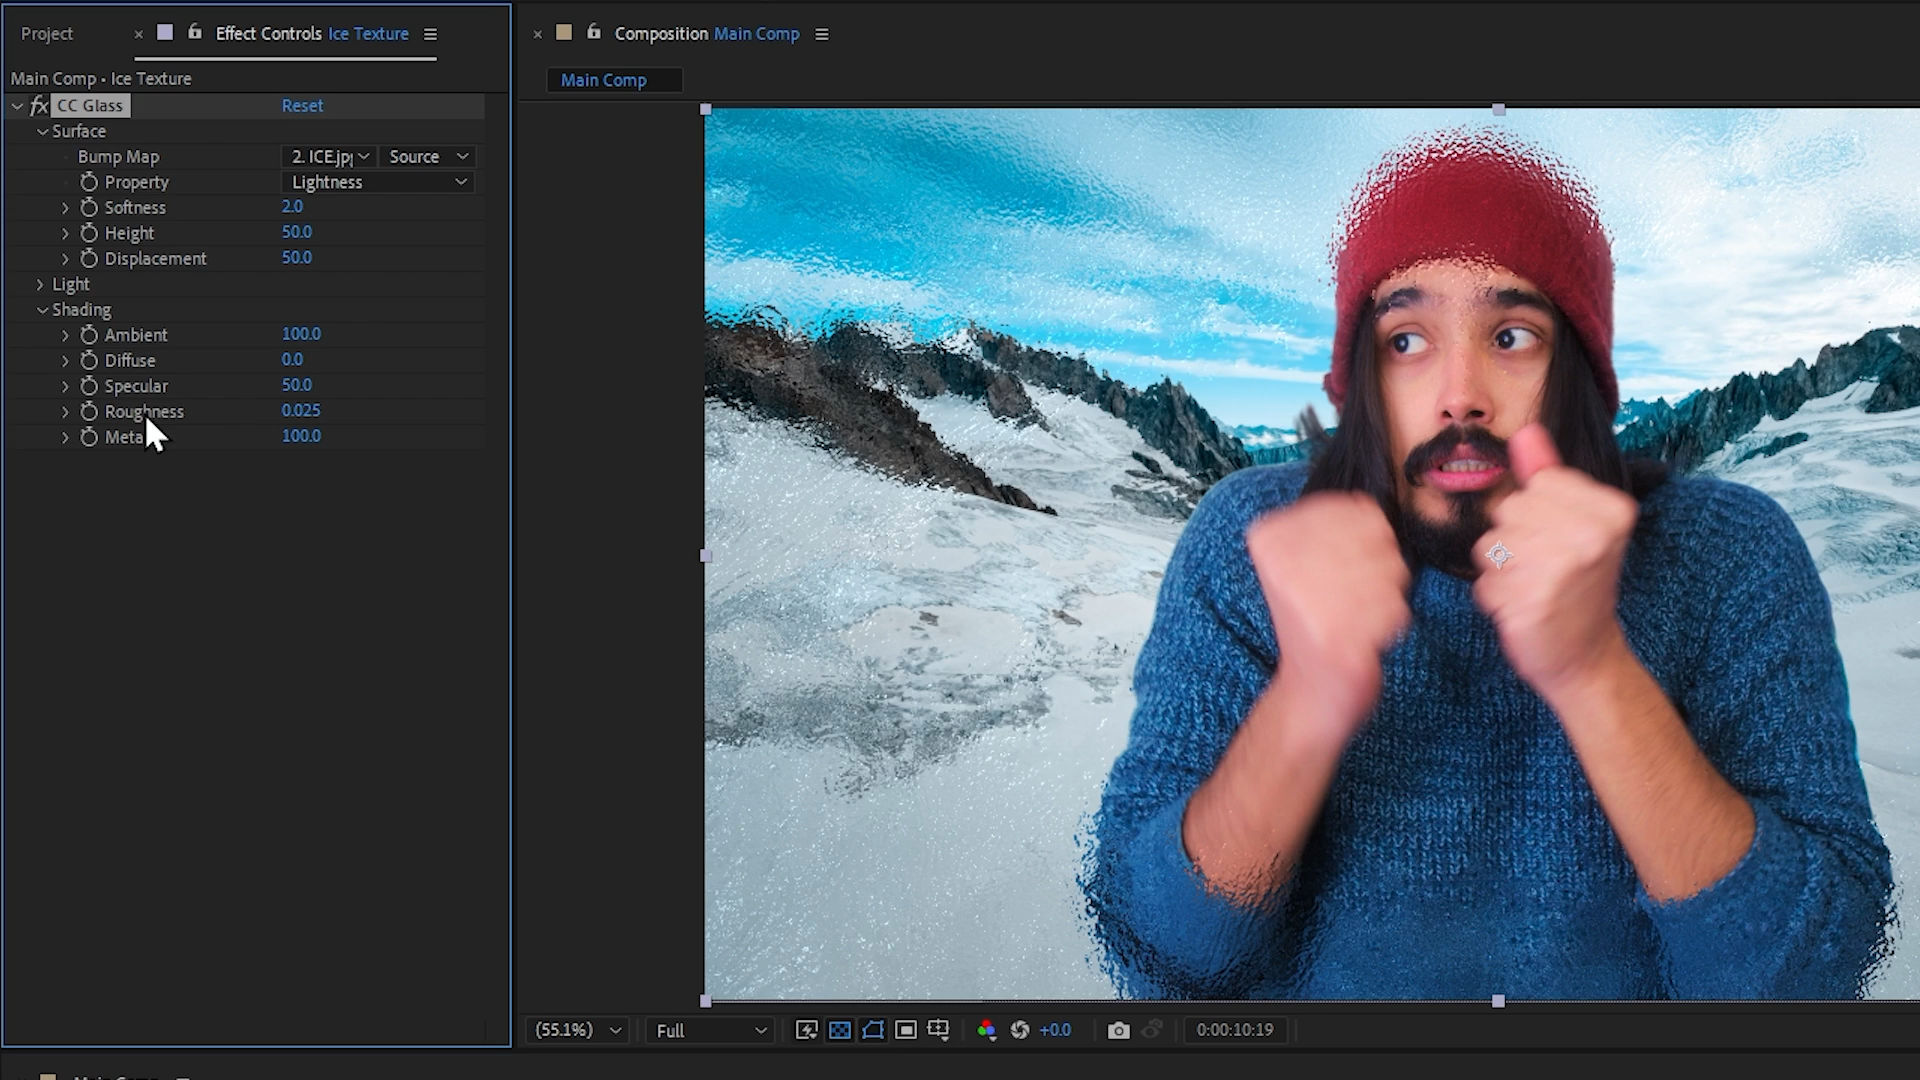 Project
× Effect Controls Ice Texture
Main Comp • Ice Texture
fx CC Glass Reset
Surface
Bump Map 2. ICE.jp Source
Property Lightness
Softness 2.0
Height 50.0
Displacement 50.0
Light
Shading
Ambient 100.0
Diffuse 0.0
Specular 50.0
Roughness 0.025
Meta 100.0
× Composition Main Comp
Main Comp
(55.1%) Full +0.0 0:00:10:19